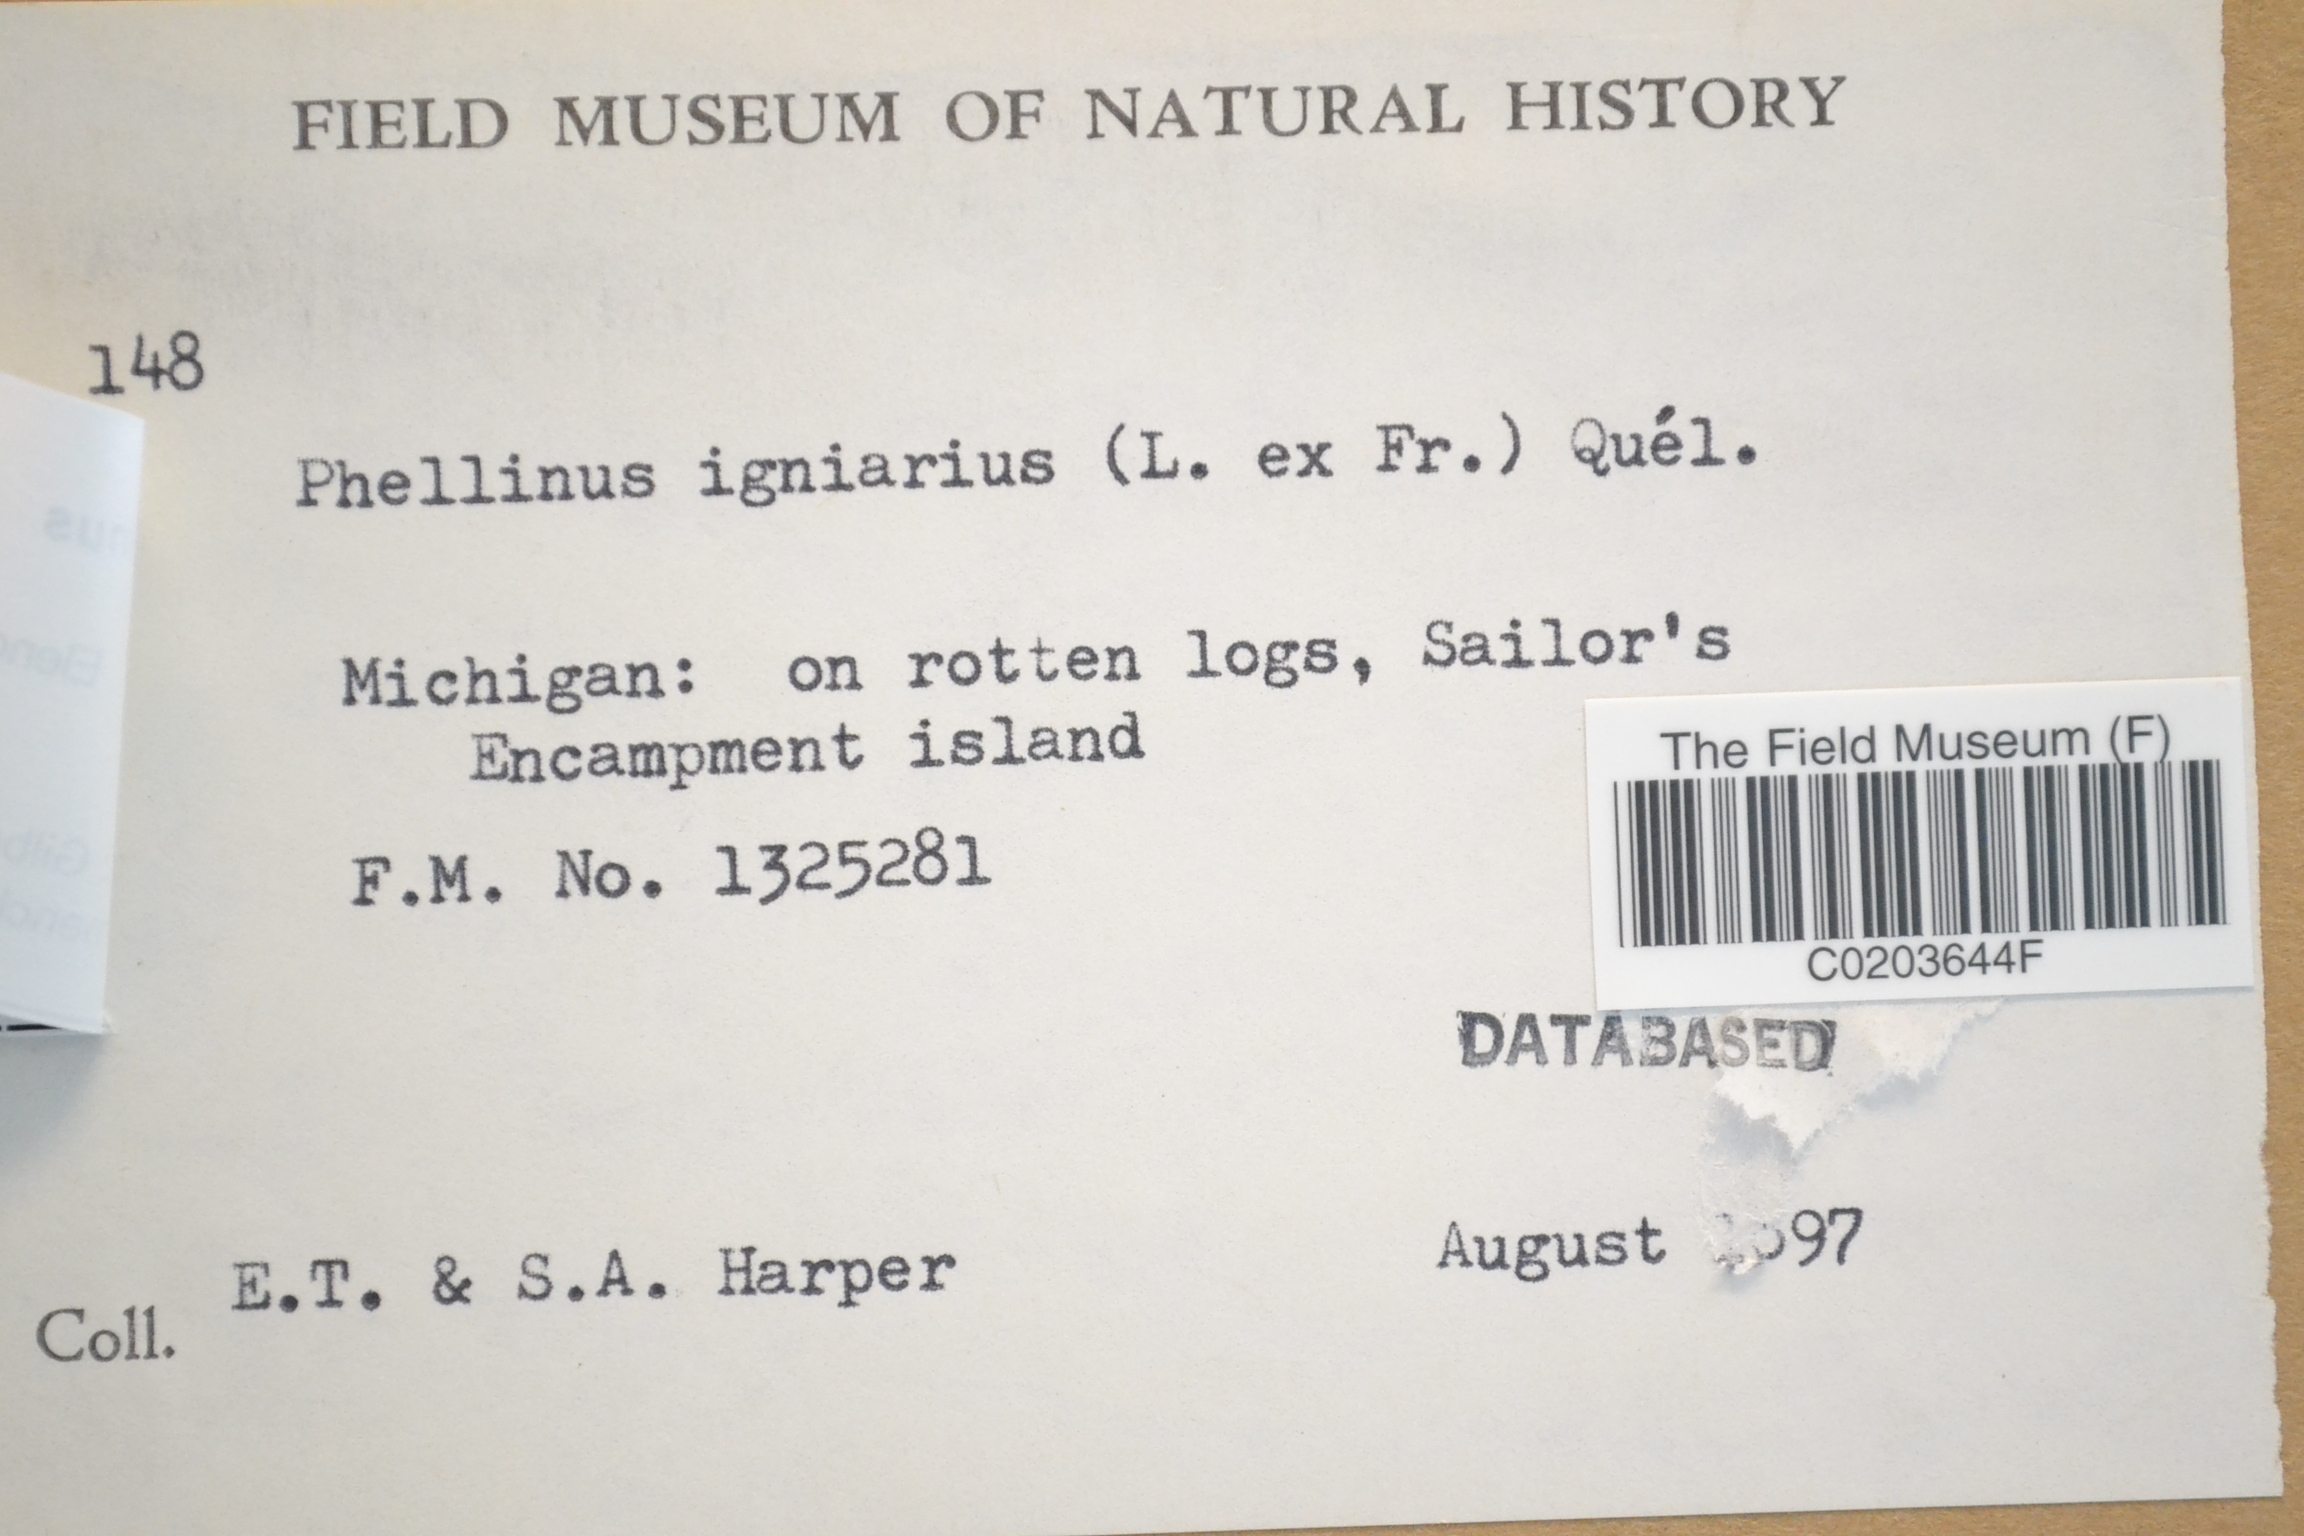 FIELD MUSEUM OF NATURAL HISTORY
148
Phellinus igniarius (L. ex Fr.) Quél.
Michigan: on rotten logs, Sailor's
Encampment island
F.M. No. 1325281
The Field Museum (F)
C0203644F
DATABASED
August 1897
E.T. & S.A. Harper
Coll.